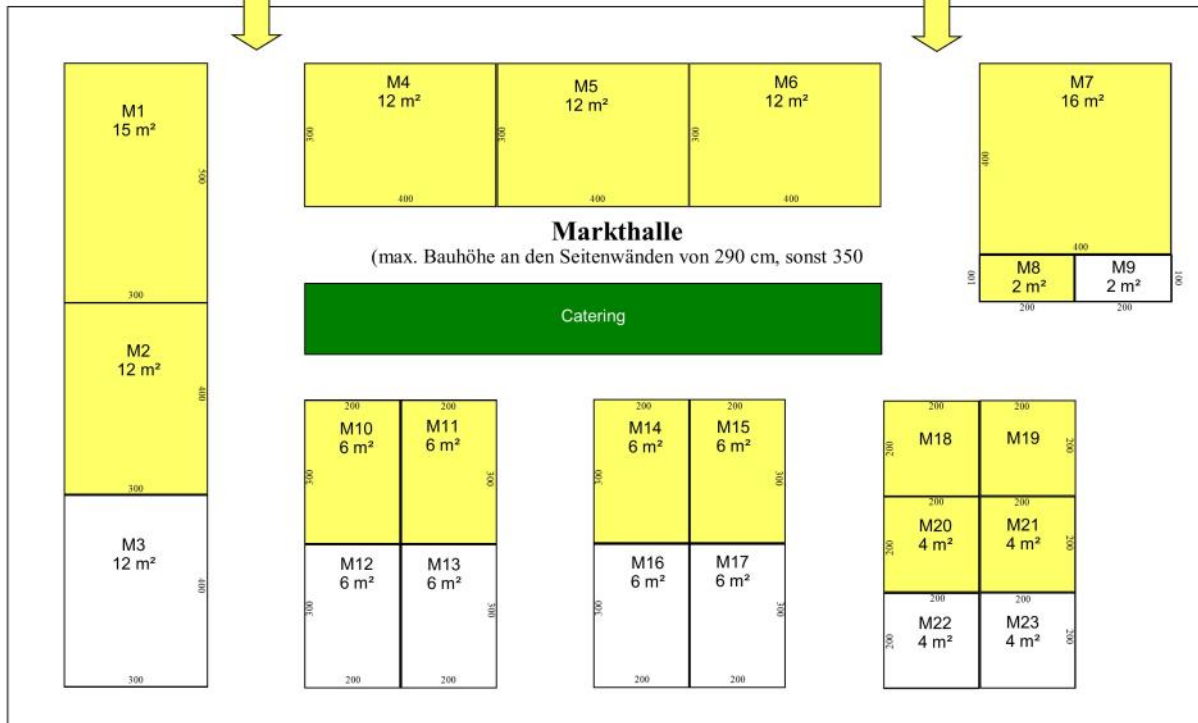 M1
15 m²
500
300
M2
12 m²
400
300
M3
12 m²
400
300
M4
12 m²
300
400
M5
12 m²
300
400
M6
12 m²
300
400
M7
16 m²
400
400
M8
2 m²
100
200
M9
2 m²
100
200
Markthalle
(max. Bauhöhe an den Seitenwänden von 290 cm, sonst 350
Catering
200
M10
6 m²
300
200
M11
6 m²
300
M12
6 m²
300
200
M13
6 m²
300
200
200
M14
6 m²
300
200
M15
6 m²
300
M16
6 m²
300
200
M17
6 m²
300
200
200
M18
200
200
M19
200
200
M20
4 m²
200
200
M21
4 m²
200
200
M22
4 m²
200
200
M23
4 m²
200